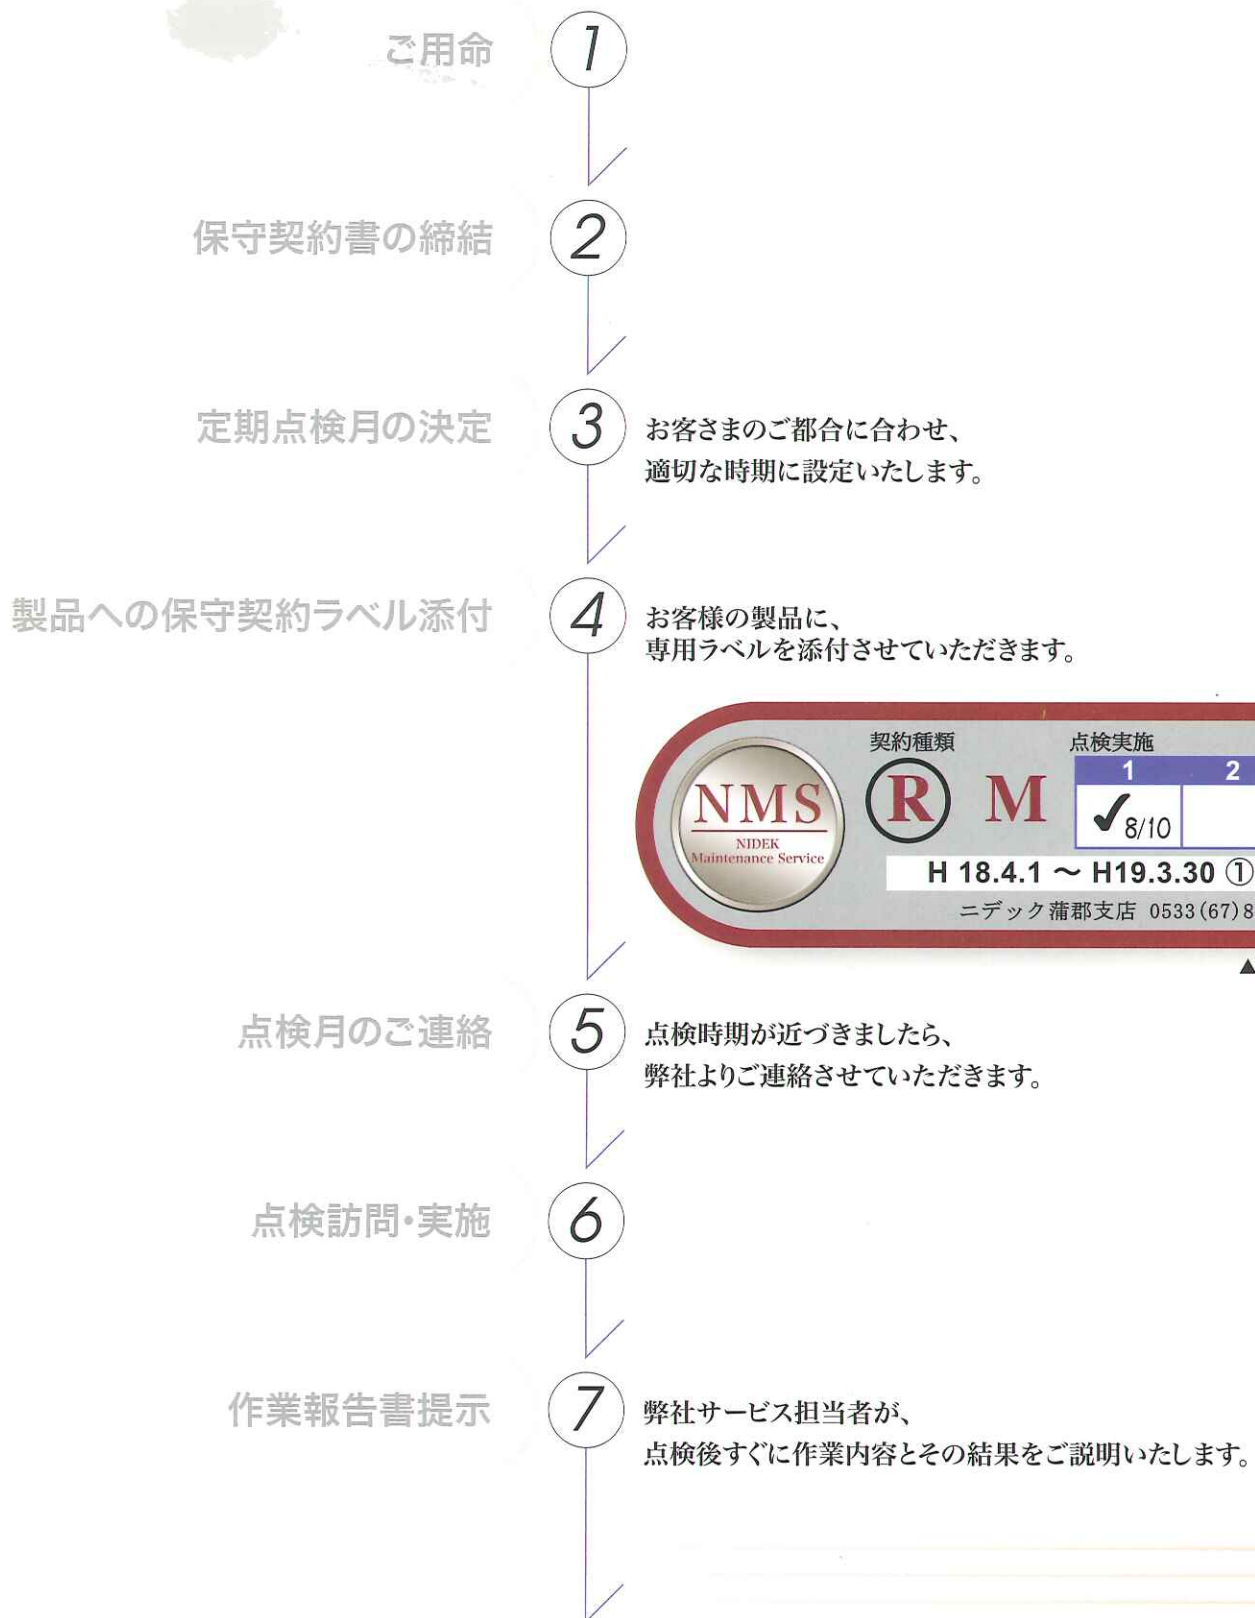 ご用命
1
保守契約書の締結
2
定期点検月の決定
3
お客さまのご都合に合わせ、
適切な時期に設定いたします。
製品への保守契約ラベル添付
4
お客様の製品に、
専用ラベルを添付させていただきます。
契約種類
点検実施
NMS
NIDEK
Maintenance Service
R M
1 2
✓8/10
H 18.4.1 ～ H19.3.30 ①
ニデック蒲郡支店 0533(67)8
▲
点検月のご連絡
5
点検時期が近づきましたら、
弊社よりご連絡させていただきます。
点検訪問・実施
6
作業報告書提示
7
弊社サービス担当者が、
点検後すぐに作業内容とその結果をご説明いたします。